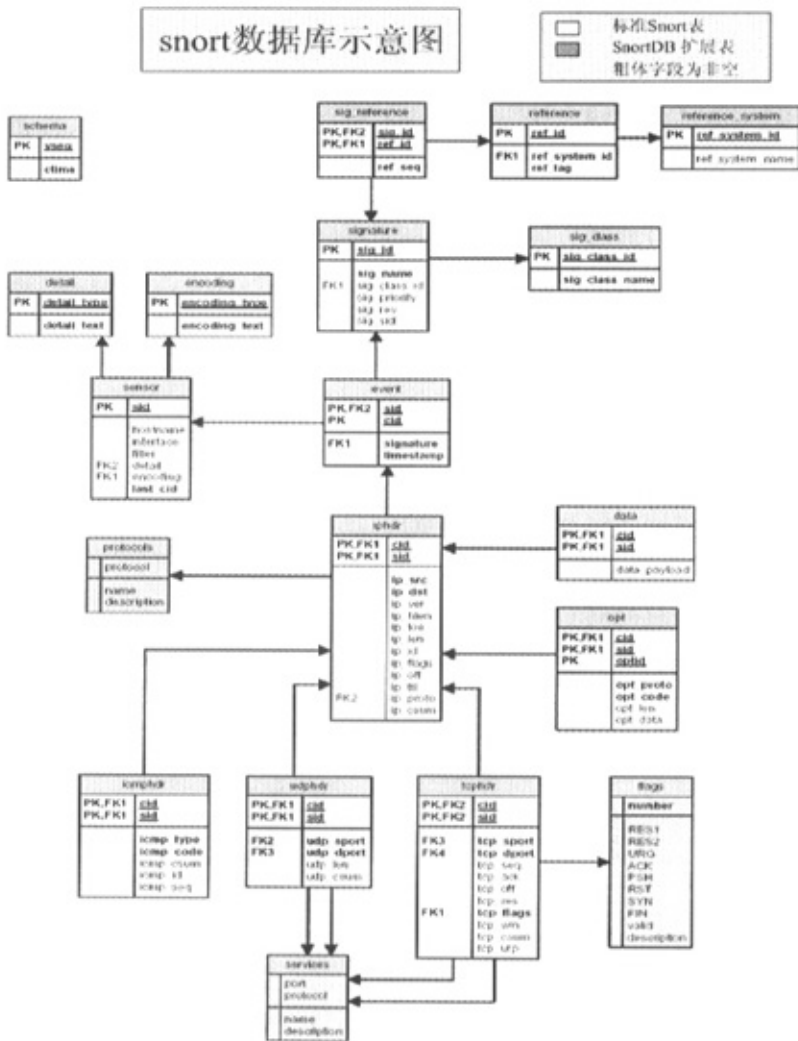 snort数据库示意图
标准Snort表
SnortDB 扩展表
粗体字段为非空
schema
PK vseq
ctime
sig_reference
PK,FK2 sig_id
PK,FK1 ref_id
ref_seq
reference
PK ref_id
FK1 ref_system_id
ref_tag
reference_system
PK ref_system_id
ref_system_name
signature
PK sig_id
sig_name
FK1 sig_class_id
sig_priority
sig_rev
sig_sid
sig_class
PK sig_class_id
sig_class_name
detail
PK detail_type
detail_text
encoding
PK encoding_type
encoding_text
sensor
PK sid
hostname
interface
filter
FK2 detail
FK1 encoding
last_cid
event
PK,FK2 sid
PK cid
FK1 signature
timestamp
iphdr
PK,FK1 cid
PK,FK1 sid
ip_src
ip_dst
ip_ver
ip_hlen
ip_tos
ip_len
ip_id
ip_flags
ip_off
ip_ttl
FK2 ip_proto
ip_csum
protocols
protocol
name
description
data
PK,FK1 cid
PK,FK1 sid
data_payload
opt
PK,FK1 cid
PK,FK1 sid
PK optid
opt_proto
opt_code
opt_len
opt_data
icmphdr
PK,FK1 cid
PK,FK1 sid
icmp_type
icmp_code
icmp_csum
icmp_id
icmp_seq
udphdr
PK,FK1 cid
PK,FK1 sid
FK2 udp_sport
FK3 udp_dport
udp_len
udp_csum
tcphdr
PK,FK2 cid
PK,FK2 sid
FK3 tcp_sport
FK4 tcp_dport
tcp_seq
tcp_ack
tcp_off
tcp_res
FK1 tcp_flags
tcp_win
tcp_csum
tcp_urp
flags
number
RES1
RES2
URG
ACK
PSH
RST
SYN
FIN
valid
description
services
port
protocol
name
description